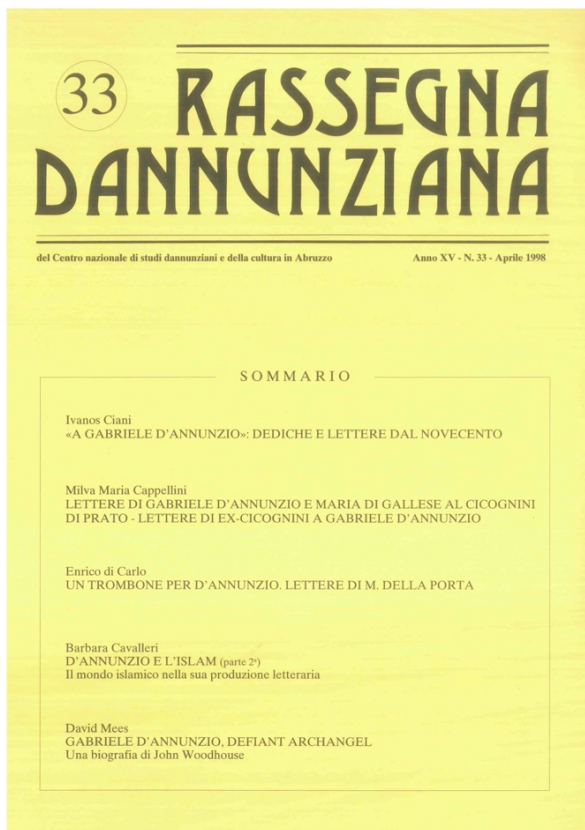 33
RASSEGNA
DANNUNZIANA
del Centro nazionale di studi dannunziani e della cultura in Abruzzo
Anno XV - N. 33 - Aprile 1998
SOMMARIO
Ivanos Ciani
«A GABRIELE D'ANNUNZIO»: DEDICHE E LETTERE DAL NOVECENTO
Milva Maria Cappellini
LETTERE DI GABRIELE D'ANNUNZIO E MARIA DI GALLESE AL CICOGNINI
DI PRATO - LETTERE DI EX-CICOGNINI A GABRIELE D'ANNUNZIO
Enrico di Carlo
UN TROMBONE PER D'ANNUNZIO. LETTERE DI M. DELLA PORTA
Barbara Cavalleri
D'ANNUNZIO E L'ISLAM (parte 2ª)
Il mondo islamico nella sua produzione letteraria
David Mees
GABRIELE D'ANNUNZIO, DEFIANT ARCHANGEL
Una biografia di John Woodhouse